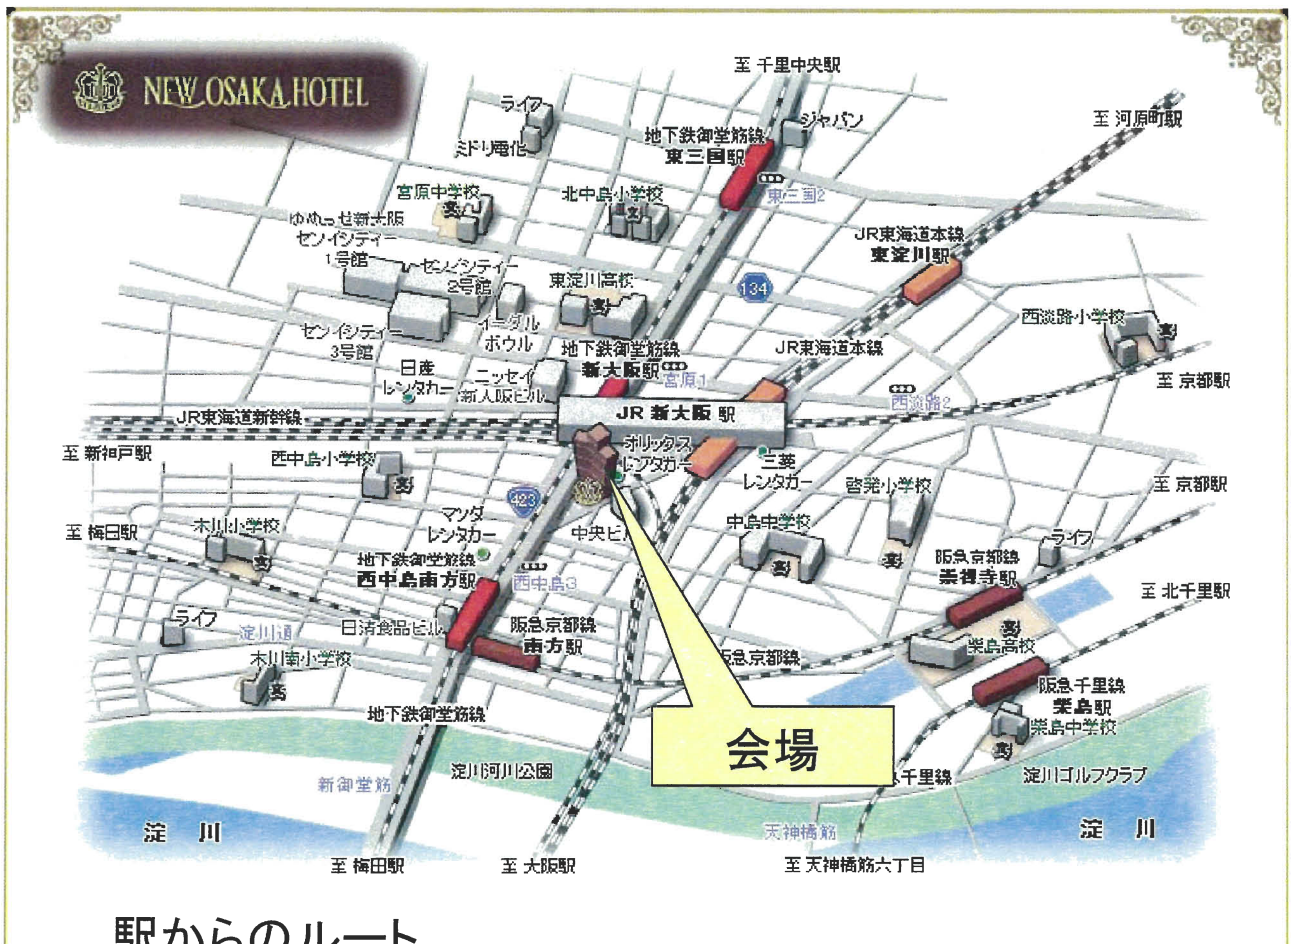 NEW OSAKA HOTEL
至 千里中央駅
ライフ
ミドリ電化
地下鉄御堂筋線
東三国駅
ジャパン
至 河原町駅
東三国2
宮原中学校
北中島小学校
ゆめっせ新大阪
センイシティー
1号館
センイシティー
2号館
センイシティー
3号館
イーグル
ボウル
東淀川高校
134
JR東海道本線
東淀川駅
JR東海道本線
西淡路小学校
至 京都駅
地下鉄御堂筋線
新大阪駅
宮原1
西淡路2
日産
レンタカー
ニッセイ
新大阪ビル
JR東海道新幹線
JR 新大阪 駅
至 新神戸駅
西中島小学校
オリックス
レンタカー
三菱
レンタカー
啓発小学校
至 京都駅
423
マツダ
レンタカー
中央ビル
中島中学校
至 梅田駅
木川小学校
地下鉄御堂筋線
西中島南方駅
西中島3
ライフ
阪急京都線
崇禅寺駅
至 北千里駅
ライフ
淀川通
日清食品ビル
阪急京都線
南方駅
木川南小学校
阪急京都線
柴島高校
阪急千里線
柴島駅
柴島中学校
地下鉄御堂筋線
会場
新御堂筋
淀川河川公園
急千里線
淀川ゴルフクラブ
淀 川
天神橋筋
淀 川
至 梅田駅
至 大阪駅
至 天神橋筋六丁目
駅からのルート